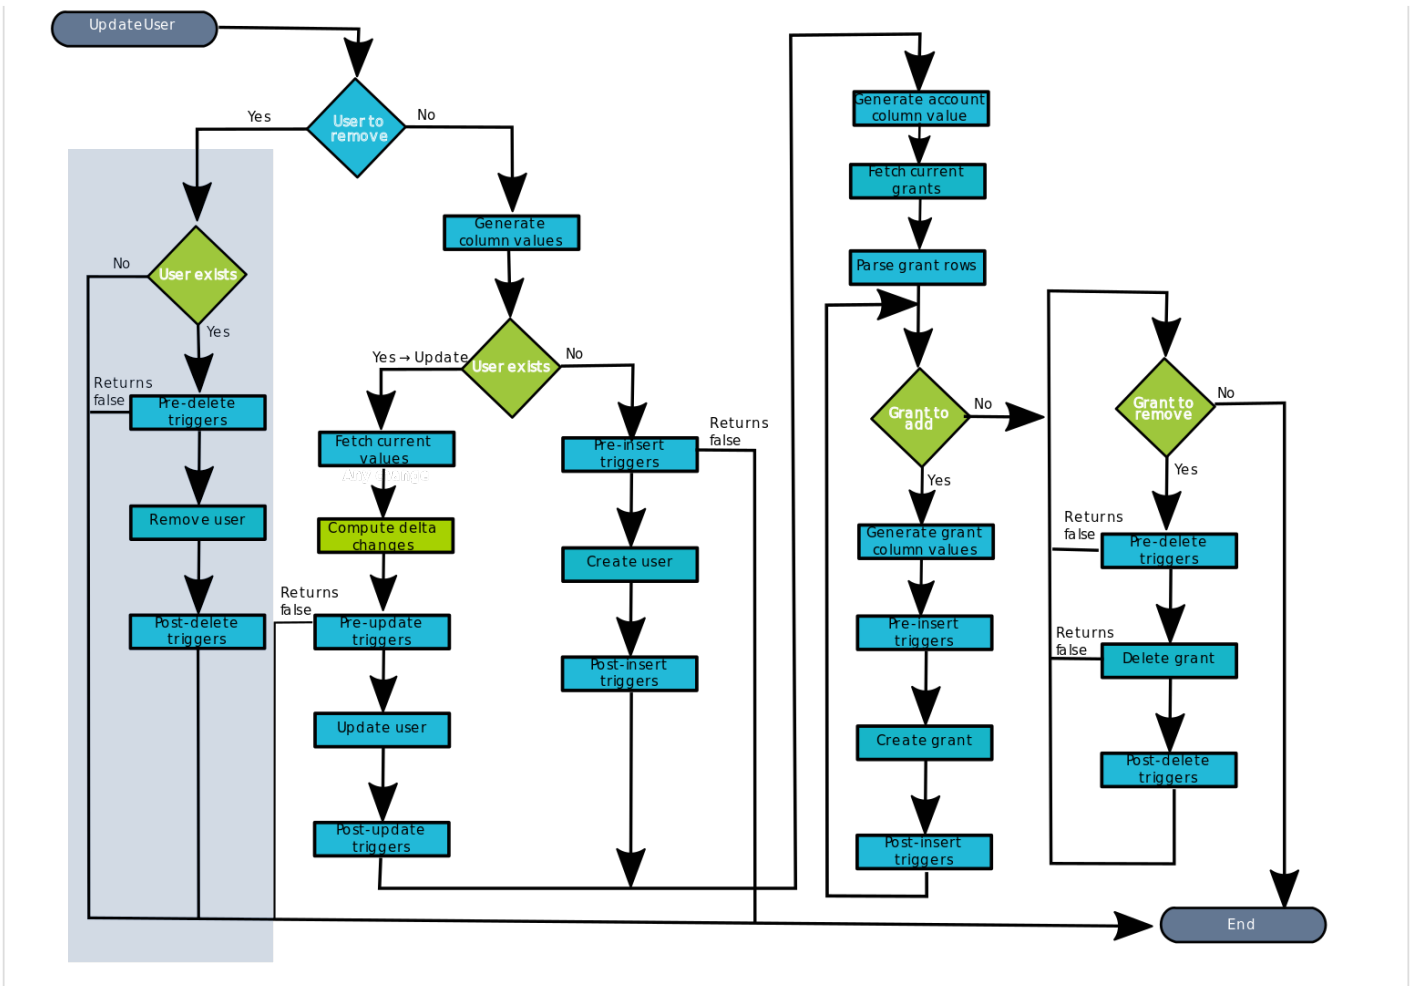 UpdateUser
User to
remove
Yes
No
User exists
No
Yes
Returns
false
Pre-delete
triggers
Remove user
Post-delete
triggers
Generate
column values
User exists
Yes → Update
No
Fetch current
values
Any change
Compute delta
changes
Returns
false
Pre-update
triggers
Update user
Post-update
triggers
Pre-insert
triggers
Returns
false
Create user
Post-insert
triggers
Generate account
column value
Fetch current
grants
Parse grant rows
Grant to
add
No
Yes
Generate grant
column values
Pre-insert
triggers
Create grant
Post-insert
triggers
Grant to
remove
No
Yes
Returns
false
Pre-delete
triggers
Returns
false
Delete grant
Post-delete
triggers
End